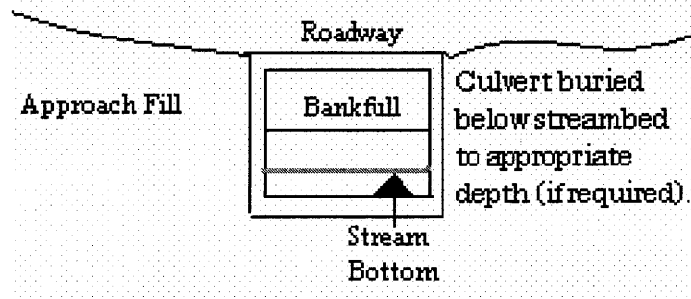 Roadway
Approach Fill
Bankfull
Culvert buried
below streambed
to appropriate
depth (if required).
Stream
Bottom